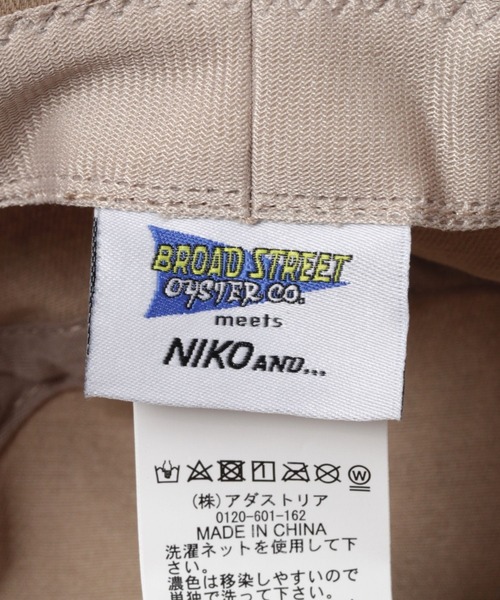 BROAD STREET
OYSTER CO.
meets
NIKO AND...
(株)アダストリア
0120-601-162
MADE IN CHINA
洗濯ネットを使用して下
さい。
濃色は移染しやすいので
単独で洗って下さい。